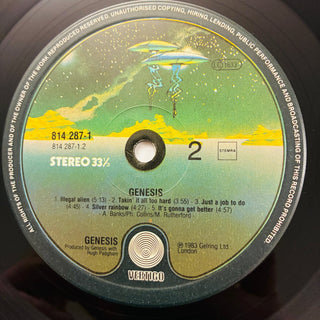 ALL RIGHTS OF THE PRODUCER AND OF THE OWNER OF THE WORK REPRODUCED RESERVED. UNAUTHORISED COPYING, HIRING, LENDING, PUBLIC PERFORMANCE AND BROADCASTING OF THIS RECORD PROHIBITED.
LC 1633
814 287-1
814 287-1.2
STEREO 33⅓
2
STEMRA
GENESIS
1. Illegal alien (5:13) - 2. Takin' it all too hard (3:55) - 3. Just a job to do
(4:45) - 4. Silver rainbow (4:27) - 5. It's gonna get better (4:57)
A. Banks/Ph. Collins/M. Rutherford
GENESIS
Produced by Genesis with
Hugh Padgham
℗ 1983 Gelring Ltd.
London
VERTIGO